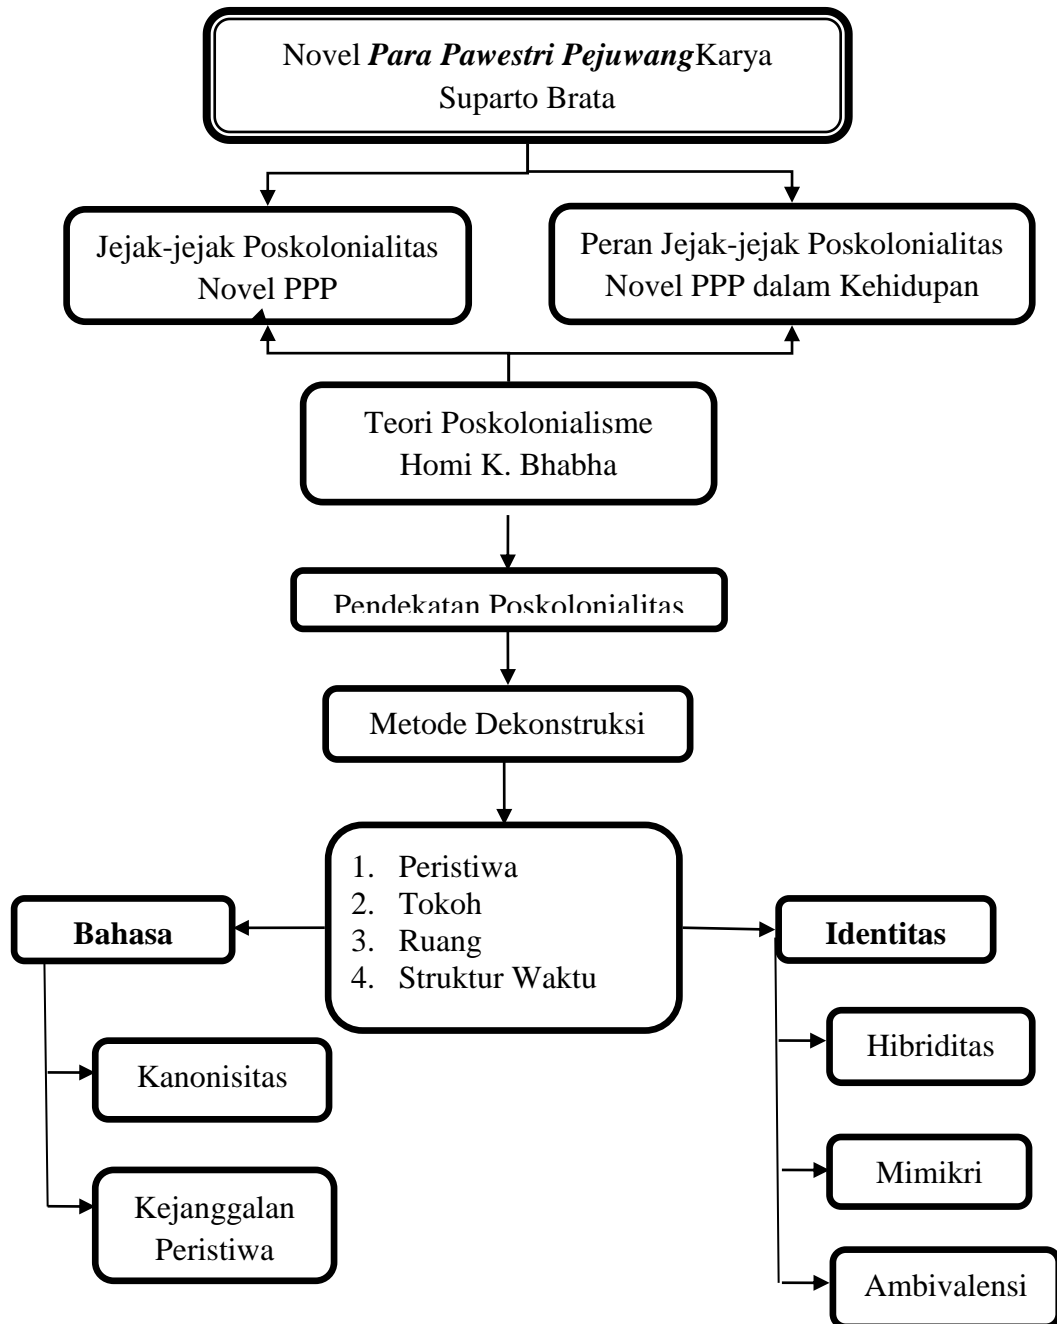 Novel Para Pawestri PejuwangKarya
Suparto Brata
Jejak-jejak Poskolonialitas
Novel PPP
Peran Jejak-jejak Poskolonialitas
Novel PPP dalam Kehidupan
Teori Poskolonialisme
Homi K. Bhabha
Pendekatan Poskolonialitas
Metode Dekonstruksi
1. Peristiwa
2. Tokoh
3. Ruang
4. Struktur Waktu
Bahasa
Identitas
Kanonisitas
Kejanggalan
Peristiwa
Hibriditas
Mimikri
Ambivalensi